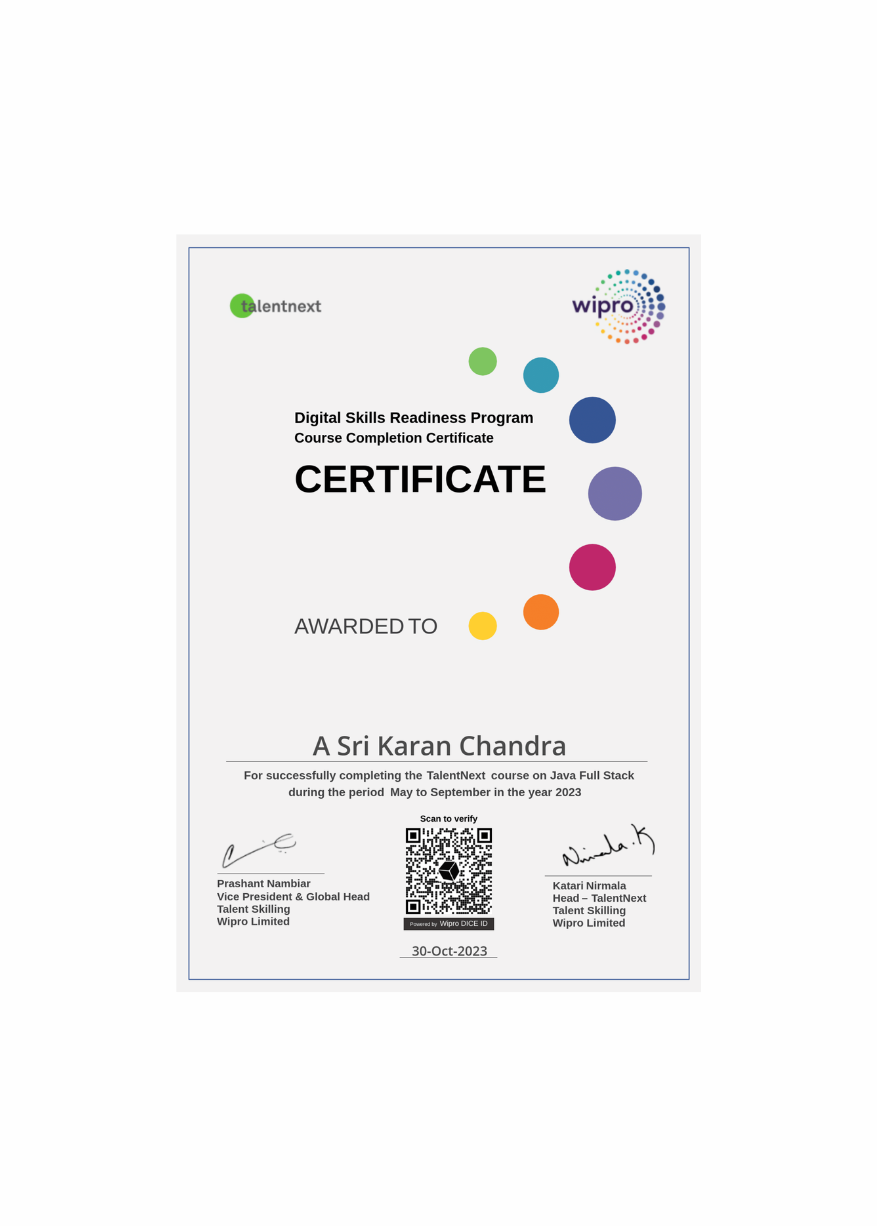 talentnext
wipro
Digital Skills Readiness Program
Course Completion Certificate
CERTIFICATE
AWARDED TO
A Sri Karan Chandra
For successfully completing the TalentNext course on Java Full Stack
during the period May to September in the year 2023
Scan to verify
Nirmala.K
Prashant Nambiar
Vice President & Global Head
Talent Skilling
Wipro Limited
Powered by Wipro DICE ID
Katari Nirmala
Head – TalentNext
Talent Skilling
Wipro Limited
30-Oct-2023